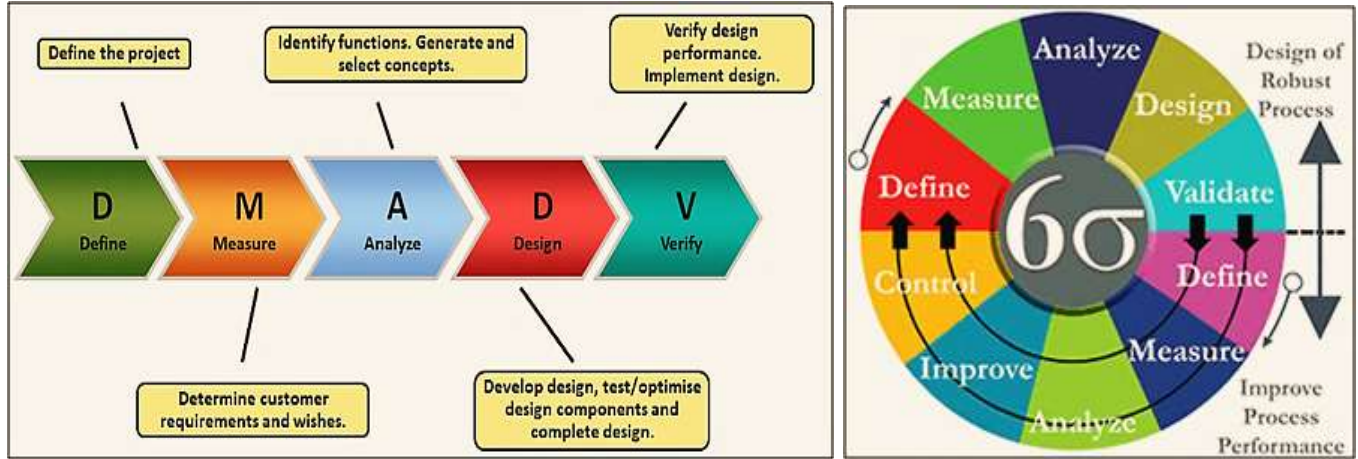 Define the project
Identify functions. Generate and
select concepts.
Verify design
performance.
Implement design.
D
Define
M
Measure
A
Analyze
D
Design
V
Verify
Determine customer
requirements and wishes.
Develop design, test/optimise
design components and
complete design.
Analyze
Design
Measure
Define
Validate
6σ
Control
Define
Improve
Measure
Analyze
Design of
Robust
Process
Improve
Process
Performance